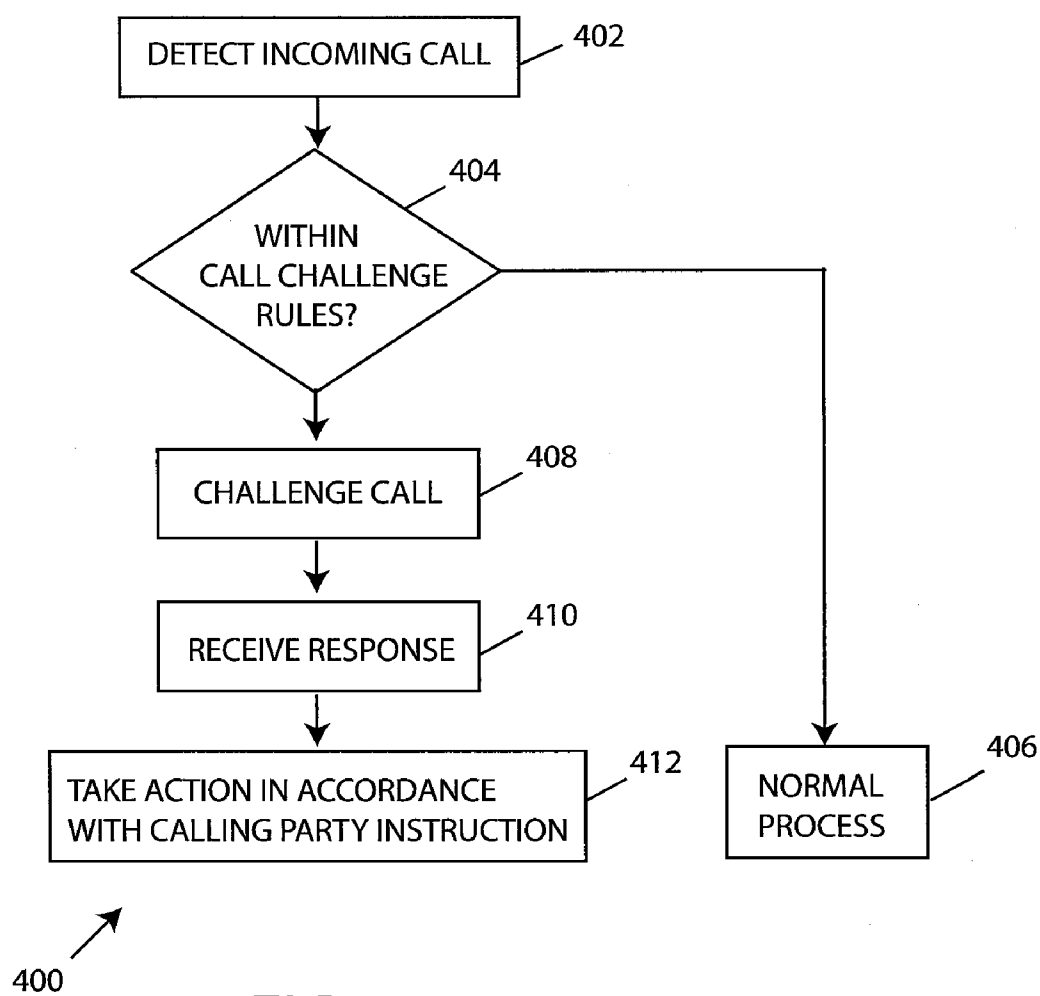 DETECT INCOMING CALL
402
404
WITHIN
CALL CHALLENGE
RULES?
CHALLENGE CALL
408
RECEIVE RESPONSE
410
TAKE ACTION IN ACCORDANCE
WITH CALLING PARTY INSTRUCTION
412
NORMAL
PROCESS
406
400